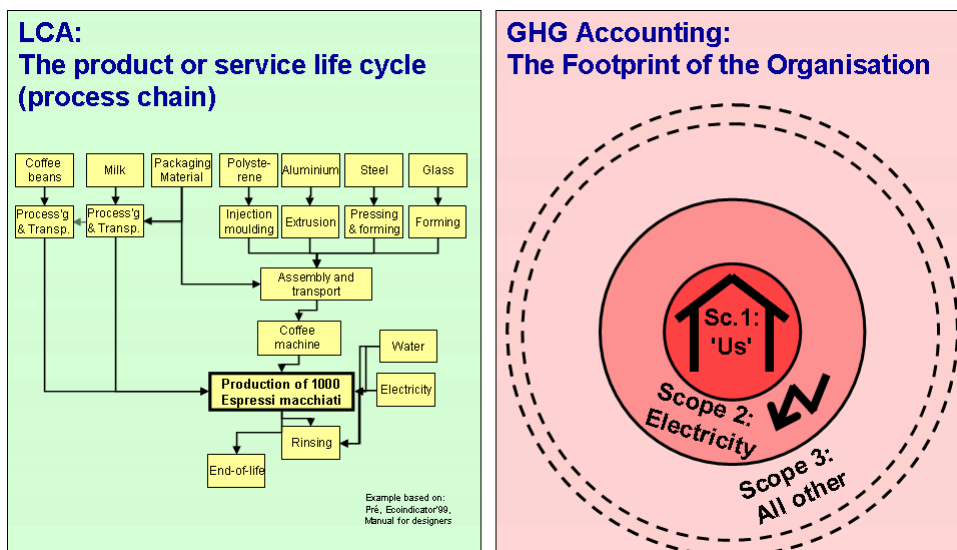 LCA:
The product or service life cycle
(process chain)
Coffee
beans
Milk
Packaging
Material
Polyste-
rene
Aluminium
Steel
Glass
Process'g
& Transp.
Process'g
& Transp.
Injection
moulding
Extrusion
Pressing
& forming
Forming
Assembly and
transport
Coffee
machine
Water
Production of 1000
Espressi macchiati
Electricity
Rinsing
End-of-life
Example based on:
Pré, Ecoindicator'99,
Manual for designers
GHG Accounting:
The Footprint of the Organisation
Sc.1:
'Us'
Scope 2:
Electricity
Scope 3:
All other